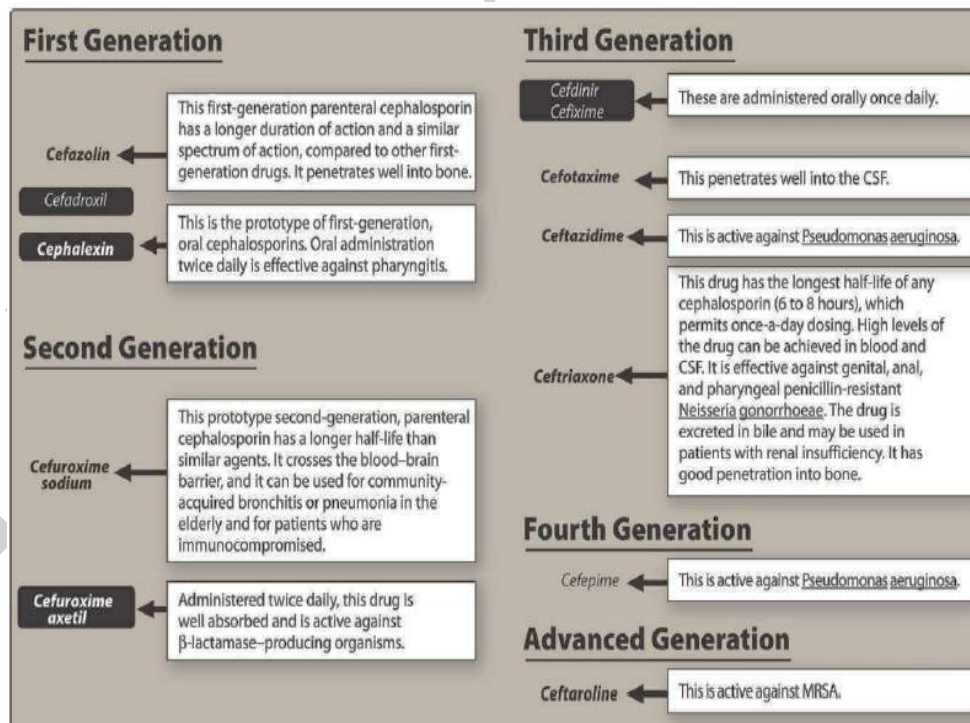 First Generation
This first-generation parenteral cephalosporin
has a longer duration of action and a similar
spectrum of action, compared to other first-
generation drugs. It penetrates well into bone.
Cefazolin
Cefadroxil
This is the prototype of first-generation,
oral cephalosporins. Oral administration
twice daily is effective against pharyngitis.
Cephalexin
Second Generation
This prototype second-generation, parenteral
cephalosporin has a longer half-life than
similar agents. It crosses the blood–brain
barrier, and it can be used for community-
acquired bronchitis or pneumonia in the
elderly and for patients who are
immunocompromised.
Cefuroxime
sodium
Cefuroxime
axetil
Administered twice daily, this drug is
well absorbed and is active against
β-lactamase–producing organisms.
Third Generation
Cefdinir
Cefixime
These are administered orally once daily.
Cefotaxime
This penetrates well into the CSF.
Ceftazidime
This is active against Pseudomonas aeruginosa.
This drug has the longest half-life of any
cephalosporin (6 to 8 hours), which
permits once-a-day dosing. High levels of
the drug can be achieved in blood and
CSF. It is effective against genital, anal,
and pharyngeal penicillin-resistant
Neisseria gonorrhoeae. The drug is
excreted in bile and may be used in
patients with renal insufficiency. It has
good penetration into bone.
Ceftriaxone
Fourth Generation
Cefepime
This is active against Pseudomonas aeruginosa.
Advanced Generation
Ceftaroline
This is active against MRSA.